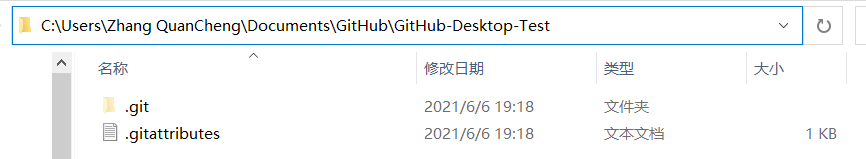 C:\Users\Zhang QuanCheng\Documents\GitHub\GitHub-Desktop-Test
名称 修改日期 类型 大小
.git 2021/6/6 19:18 文件夹
.gitattributes 2021/6/6 19:18 文本文档 1 KB